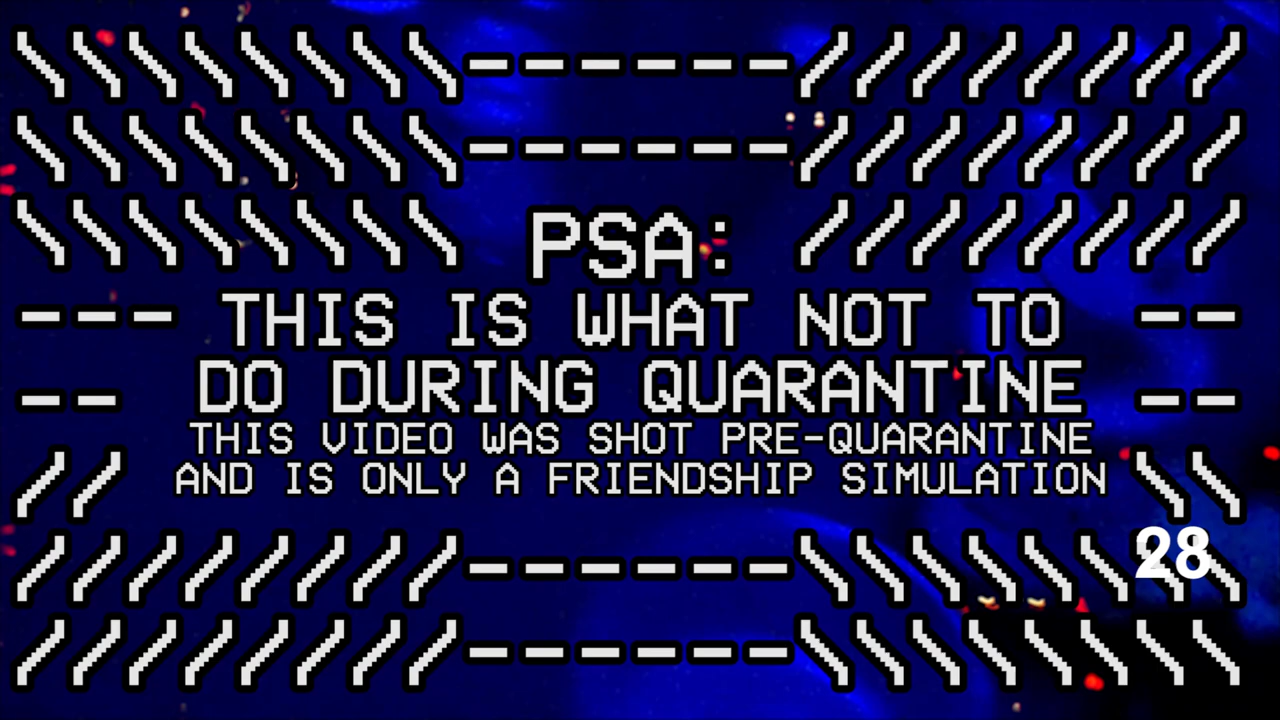 \\\\\\\\------////////
\\\\\\\\------////////
\\\\\\\\ PSA: ////////
--- THIS IS WHAT NOT TO --
-- DO DURING QUARANTINE --
THIS VIDEO WAS SHOT PRE-QUARANTINE
// AND IS ONLY A FRIENDSHIP SIMULATION \\
28
////////------\\\\\\\\
////////------\\\\\\\\